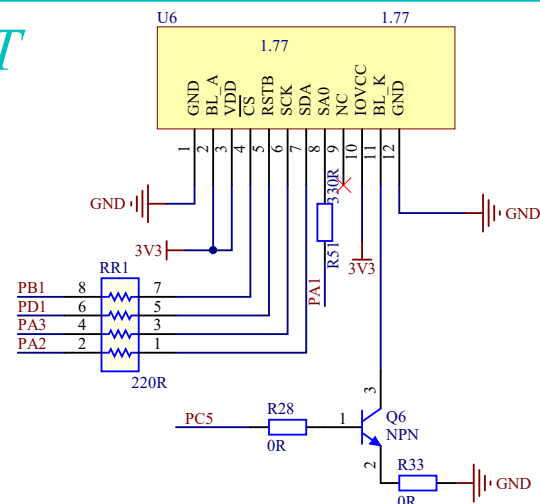 T
U6
1.77 1.77
GND
BL_A
VDD
CS
RSTB
SCK
SDA
SA0
NC
IOVCC
BL_K
GND
1 2 3 4 5 6 7 8 9 10 11 12
330R
GND
GND
3V3
R51
3V3
RR1
PA1
PB1 8 7
PD1 6 5
PA3 4 3
PA2 2 1
220R
3
PC5 R28 1 Q6
0R NPN
2 R33
GND
0R